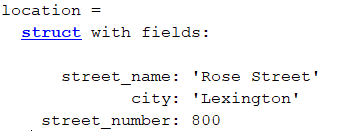 location =
struct with fields:
street_name: 'Rose Street'
city: 'Lexington'
street_number: 800